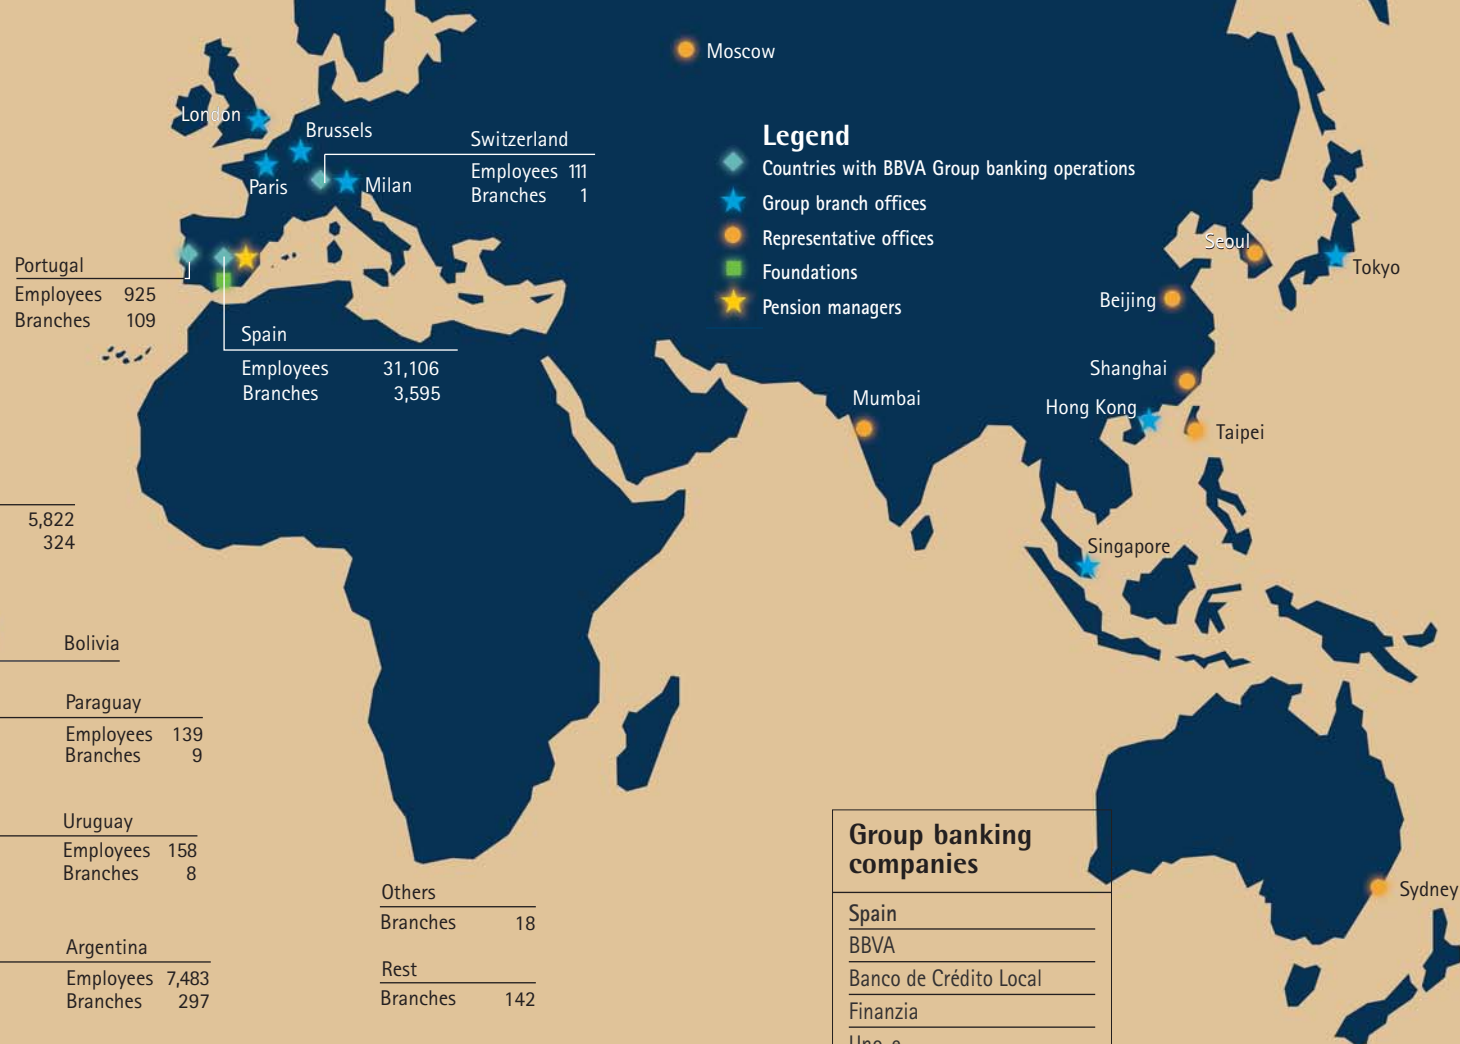 Moscow
London
Brussels
Paris
Milan
Switzerland
Employees 111
Branches 1
Legend
Countries with BBVA Group banking operations
Group branch offices
Representative offices
Foundations
Pension managers
Seoul
Tokyo
Beijing
Shanghai
Hong Kong
Taipei
Mumbai
Singapore
Sydney
Portugal
Employees 925
Branches 109
Spain
Employees 31,106
Branches 3,595
5,822
324
Bolivia
Paraguay
Employees 139
Branches 9
Uruguay
Employees 158
Branches 8
Argentina
Employees 7,483
Branches 297
Others
Branches 18
Rest
Branches 142
Group banking
companies
Spain
BBVA
Banco de Crédito Local
Finanzia